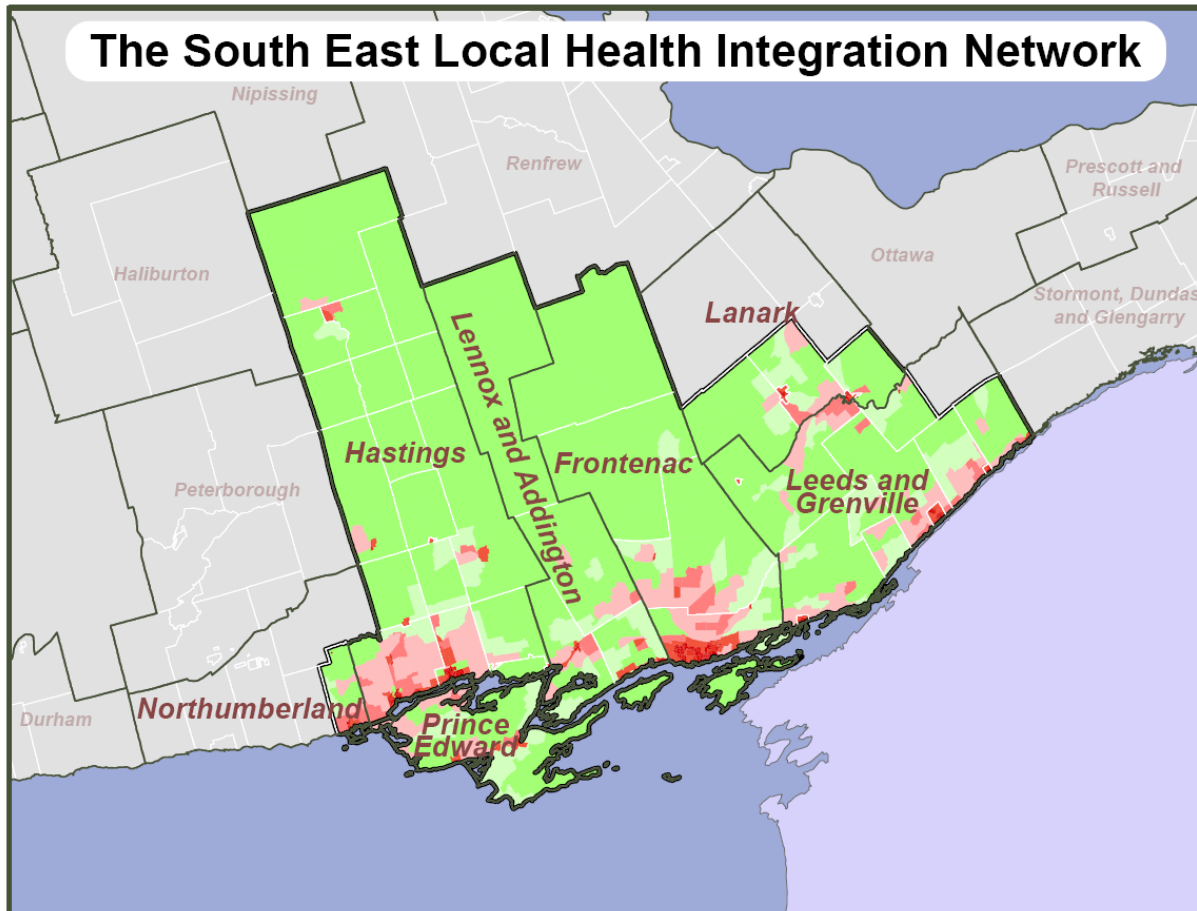 The South East Local Health Integration Network
Nipissing
Renfrew
Prescott and
Russell
Haliburton
Ottawa
Stormont, Dundas
and Glengarry
Lanark
Lennox and Addington
Hastings
Frontenac
Peterborough
Leeds and
Grenville
Northumberland
Durham
Prince
Edward